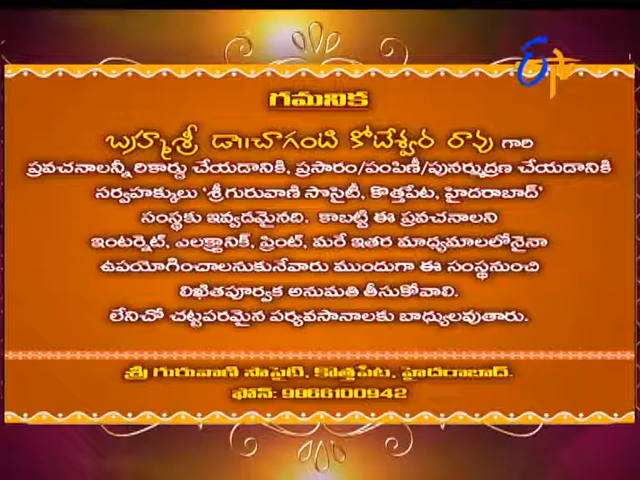 ETV
గమనిక
బ్రహ్మశ్రీ డా॥చాగంటి కోటేశ్వర రావు గారి
ప్రవచనాలన్నీ రికార్డు చేయడానికి, ప్రసారం/పంపిణీ/పునర్ముద్రణ చేయడానికి
సర్వహక్కులు 'శ్రీగురువాణి సొసైటీ, కొత్తపేట, హైదరాబాద్'
సంస్థకు ఇవ్వడమైనది. కాబట్టి ఈ ప్రవచనాలని
ఇంటర్నెట్, ఎలక్ట్రానిక్, ప్రింట్, మరే ఇతర మాధ్యమాలలోనైనా
ఉపయోగించాలనుకునేవారు ముందుగా ఈ సంస్థనుంచి
లిఖితపూర్వక అనుమతి తీసుకోవాలి.
లేనిచో చట్టపరమైన పర్యవసానాలకు బాధ్యులవుతారు.
శ్రీ గురువాణి సొసైటి, కొత్తపేట, హైదరాబాద్.
ఫోన్: 9866100942